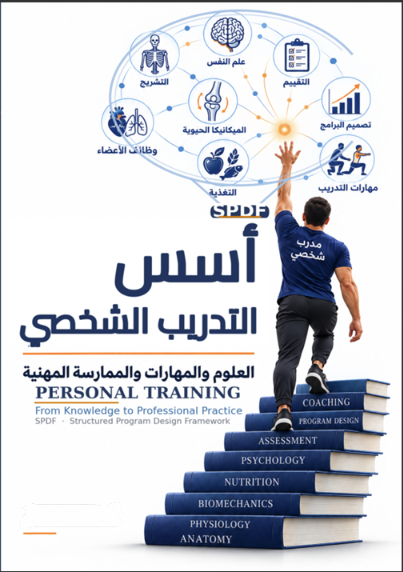 علم النفس
التشريح
التقييم
الميكانيكا الحيوية
تصميم البرامج
وظائف الأعضاء
مهارات التدريب
التغذية
SPDF
مدرب
شخصي
أسس
التدريب الشخصي
العلوم والمهارات والممارسة المهنية
PERSONAL TRAINING
From Knowledge to Professional Practice
SPDF · Structured Program Design Framework
COACHING
PROGRAM DESIGN
ASSESSMENT
PSYCHOLOGY
NUTRITION
BIOMECHANICS
PHYSIOLOGY
ANATOMY